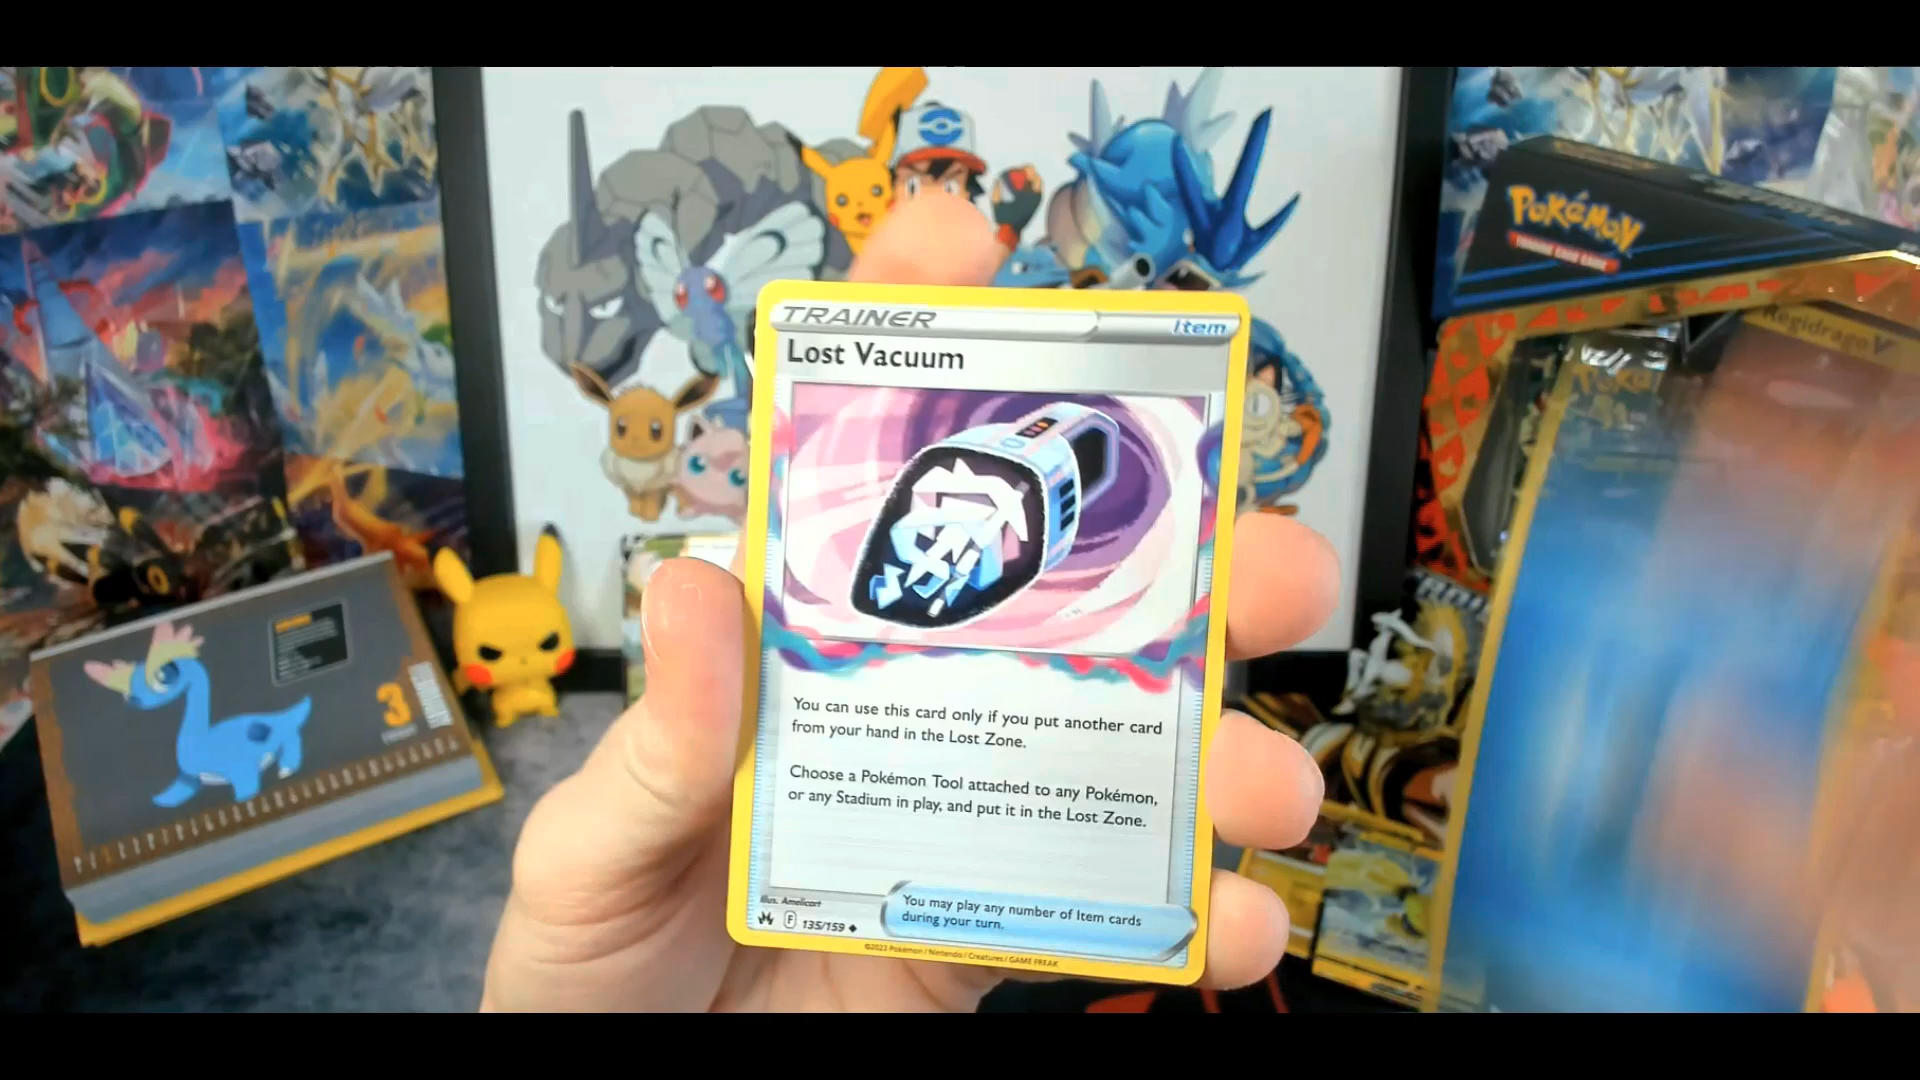 POKéMON
TRADING CARD GAME
Regidrago V
TRAINER
Item
Lost Vacuum
You can use this card only if you put another card
from your hand in the Lost Zone.
Choose a Pokémon Tool attached to any Pokémon,
or any Stadium in play, and put it in the Lost Zone.
Illus. Amelicart
F
135/159
You may play any number of Item cards
during your turn.
©2023 Pokémon / Nintendo / Creatures / GAME FREAK
3